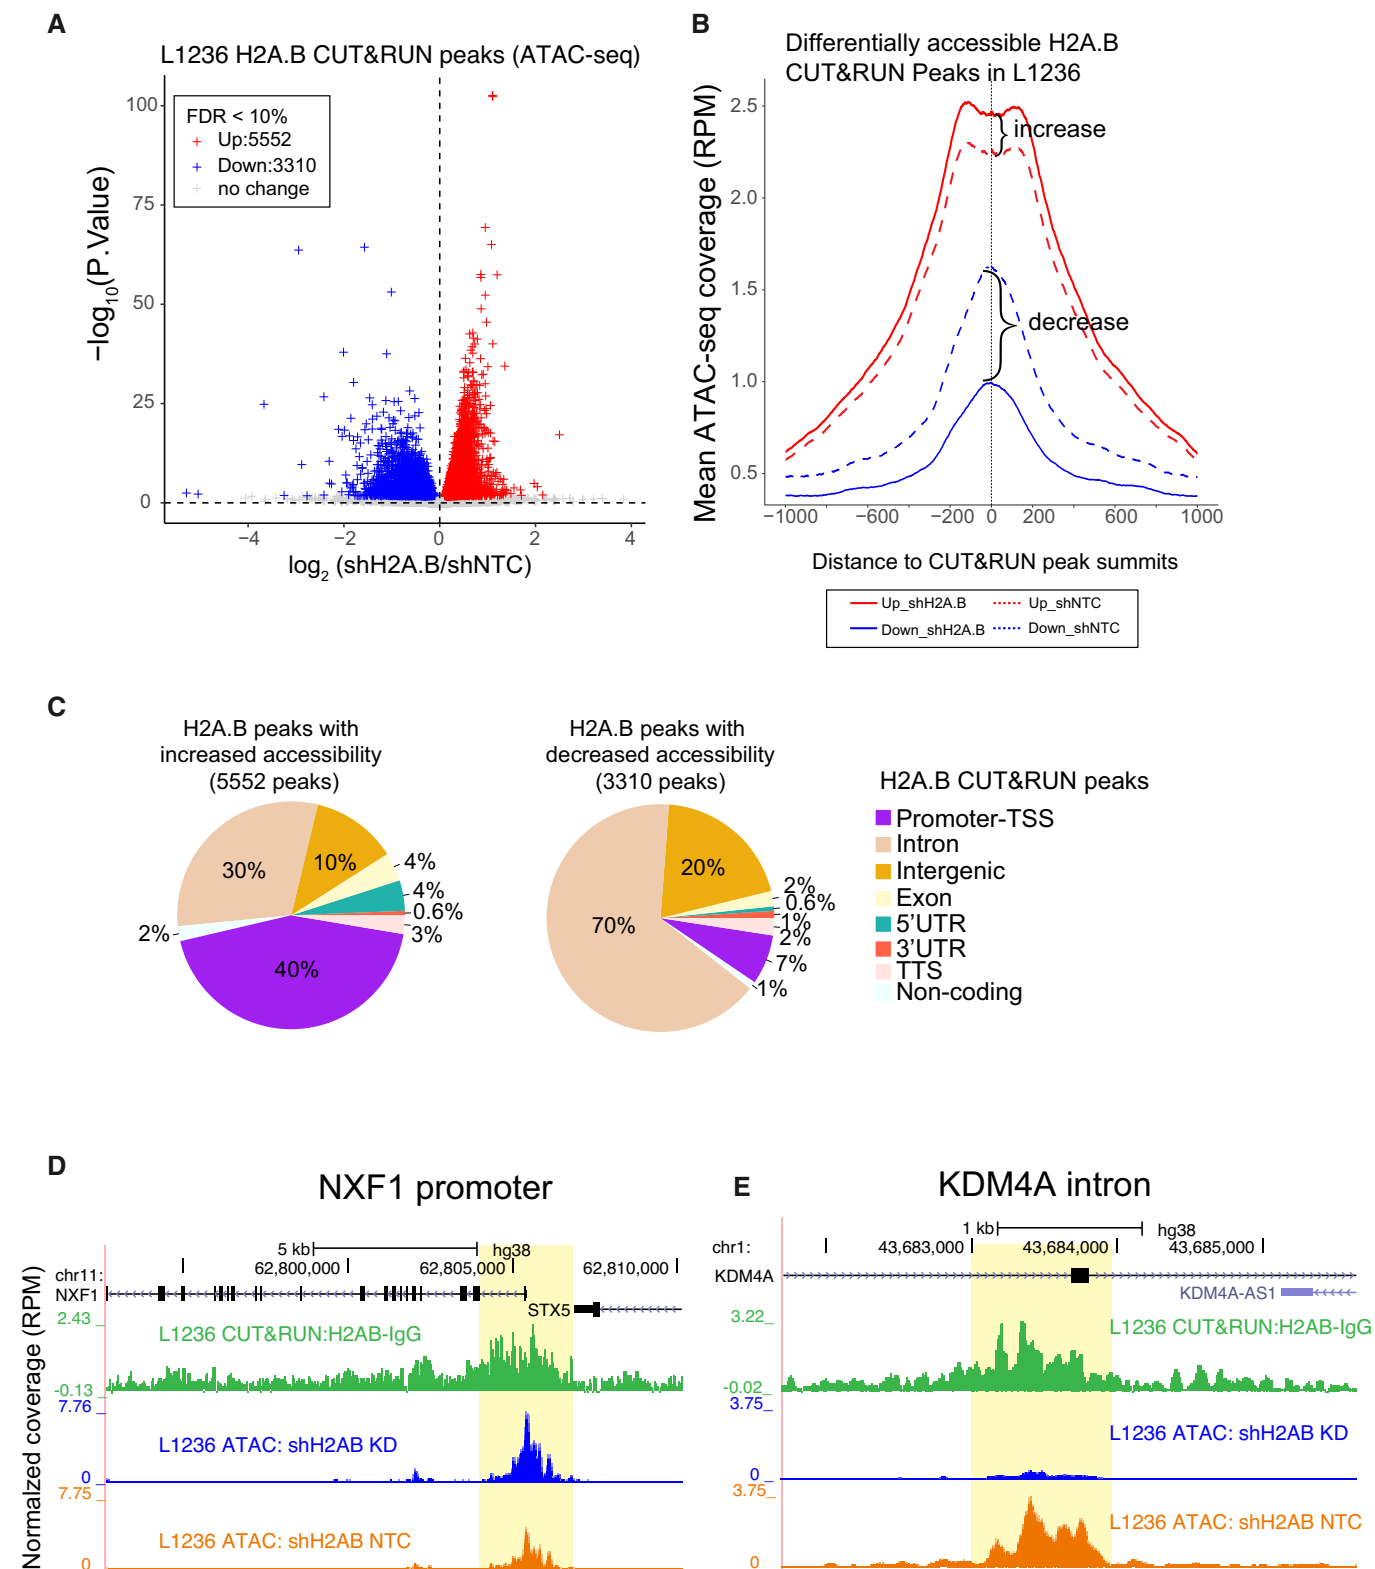 A
L1236 H2A.B CUT&RUN peaks (ATAC-seq)
FDR < 10%
Up:5552
Down:3310
no change
−log10(P.Value)
100
75
50
25
0
−4
−2
0
2
4
log2 (shH2A.B/shNTC)
B
Differentially accessible H2A.B
CUT&RUN Peaks in L1236
Mean ATAC-seq coverage (RPM)
2.5
2.0
1.5
1.0
0.5
increase
decrease
−1000
−600
−200
0
200
600
1000
Distance to CUT&RUN peak summits
Up_shH2A.B
Up_shNTC
Down_shH2A.B
Down_shNTC
C
H2A.B peaks with
increased accessibility
(5552 peaks)
30%
10%
4%
4%
0.6%
3%
2%
40%
H2A.B peaks with
decreased accessibility
(3310 peaks)
70%
20%
2%
0.6%
1%
2%
7%
1%
H2A.B CUT&RUN peaks
Promoter-TSS
Intron
Intergenic
Exon
5'UTR
3'UTR
TTS
Non-coding
D
NXF1 promoter
Normalized coverage (RPM)
5 kb
hg38
chr11:
62,800,000
62,805,000
62,810,000
NXF1
STX5
2.43
L1236 CUT&RUN:H2AB-IgG
-0.13
7.76
L1236 ATAC: shH2AB KD
0
7.75
L1236 ATAC: shH2AB NTC
0
E
KDM4A intron
1 kb
hg38
chr1:
43,683,000
43,684,000
43,685,000
KDM4A
KDM4A-AS1
3.22
L1236 CUT&RUN:H2AB-IgG
-0.02
3.75
L1236 ATAC: shH2AB KD
0
3.75
L1236 ATAC: shH2AB NTC
0